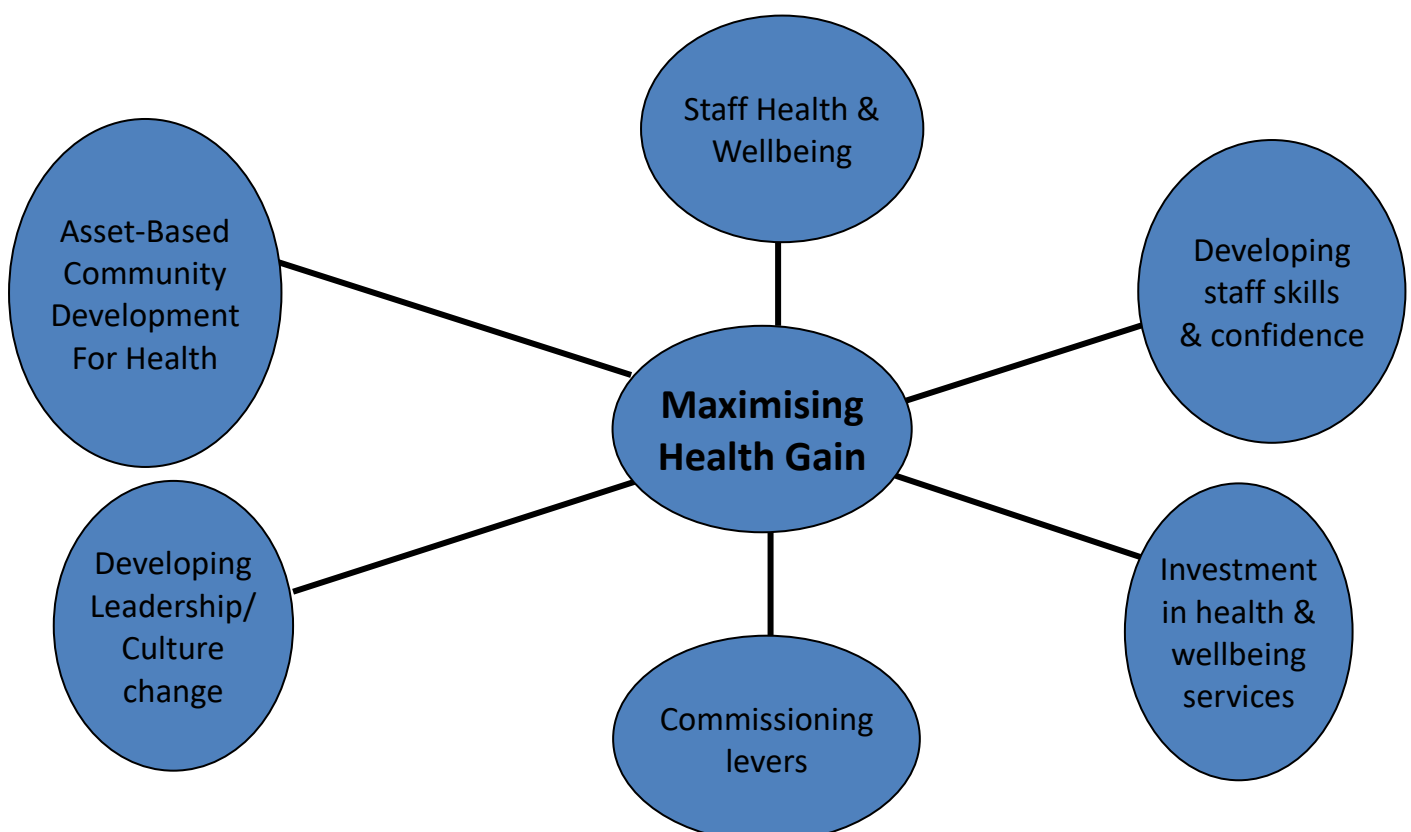 Staff Health &
Wellbeing
Asset-Based
Community
Development
For Health
Developing
staff skills
& confidence
Maximising
Health Gain
Developing
Leadership/
Culture
change
Investment
in health &
wellbeing
services
Commissioning
levers